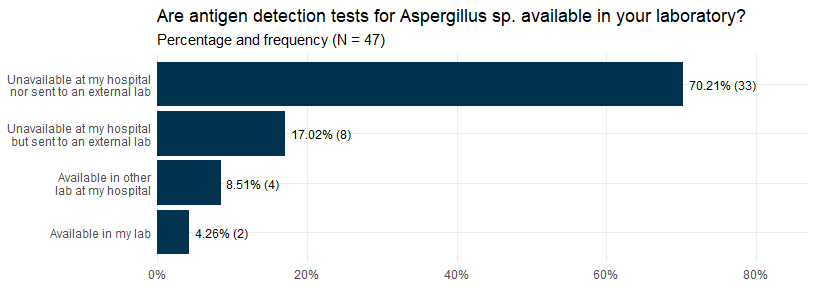 Are antigen detection tests for Aspergillus sp. available in your laboratory?
Percentage and frequency (N = 47)
Unavailable at my hospital
nor sent to an external lab
70.21% (33)
Unavailable at my hospital
but sent to an external lab
17.02% (8)
Available in other
lab at my hospital
8.51% (4)
Available in my lab
4.26% (2)
0%
20%
40%
60%
80%